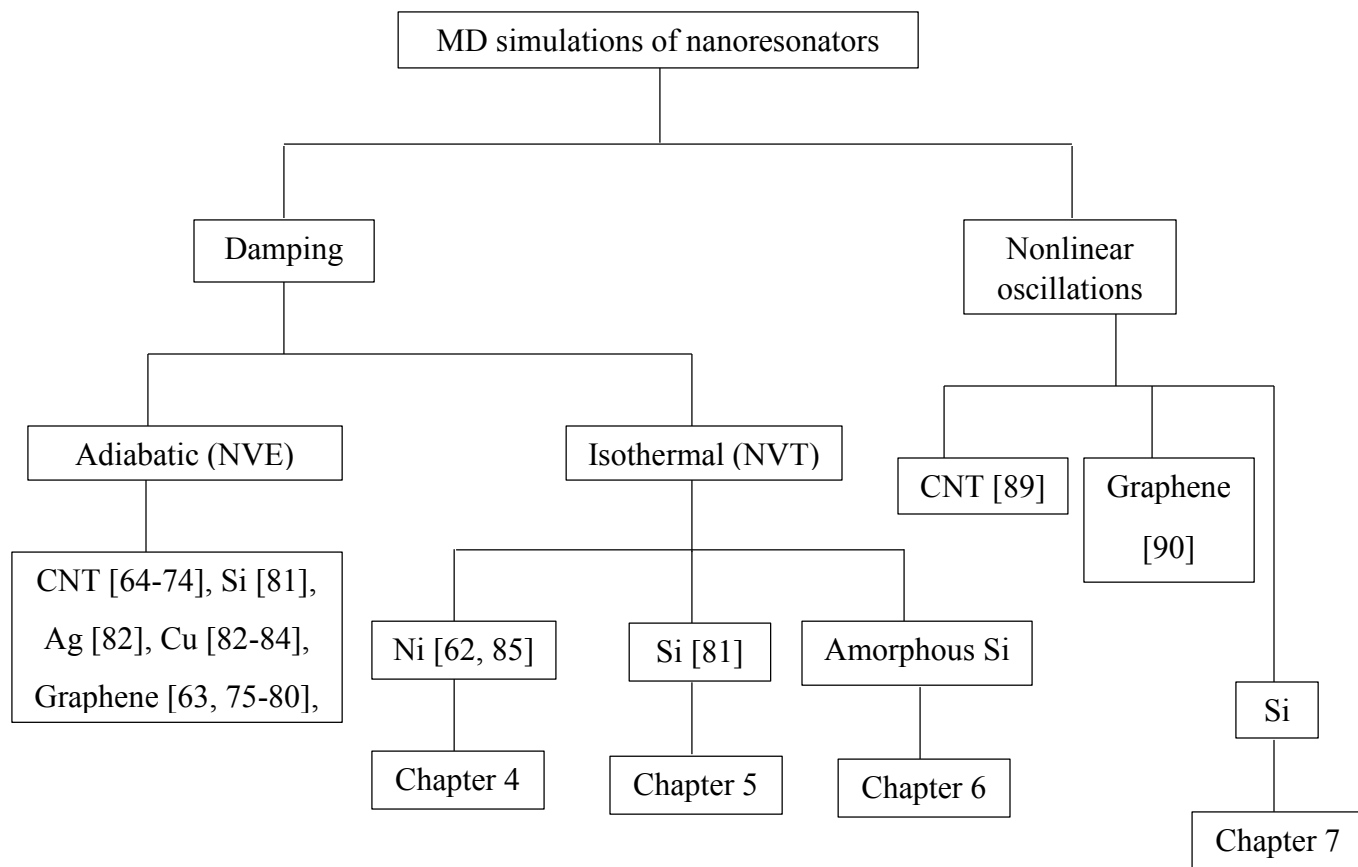 MD simulations of nanoresonators
Damping
Nonlinear
oscillations
Adiabatic (NVE)
Isothermal (NVT)
CNT [89]
Graphene
[90]
CNT [64-74], Si [81],
Ag [82], Cu [82-84],
Graphene [63, 75-80],
Ni [62, 85]
Si [81]
Amorphous Si
Si
Chapter 4
Chapter 5
Chapter 6
Chapter 7